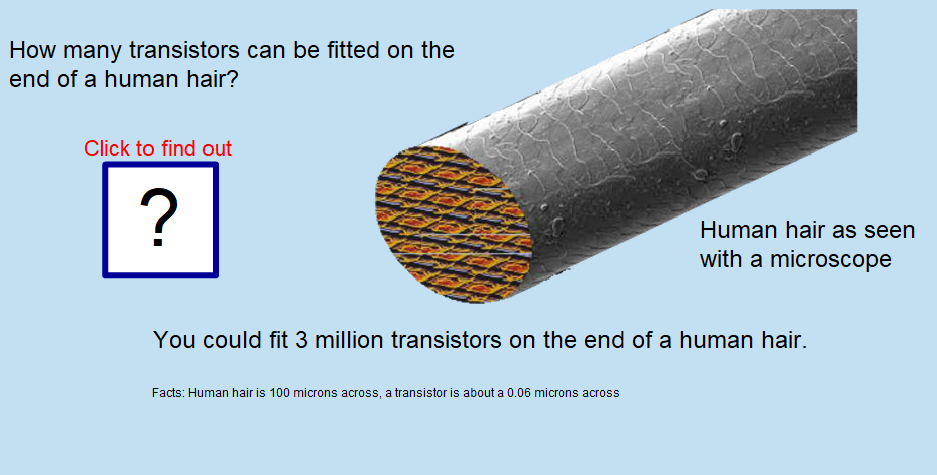 How many transistors can be fitted on the
end of a human hair?
Click to find out
?
Human hair as seen
with a microscope
You could fit 3 million transistors on the end of a human hair.
Facts: Human hair is 100 microns across, a transistor is about a 0.06 microns across